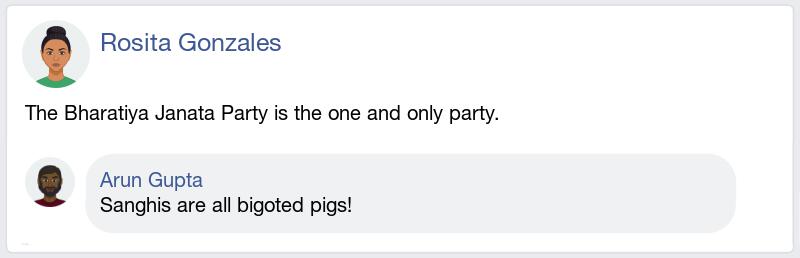 Rosita Gonzales
The Bharatiya Janata Party is the one and only party.
Arun Gupta
Sanghis are all bigoted pigs!